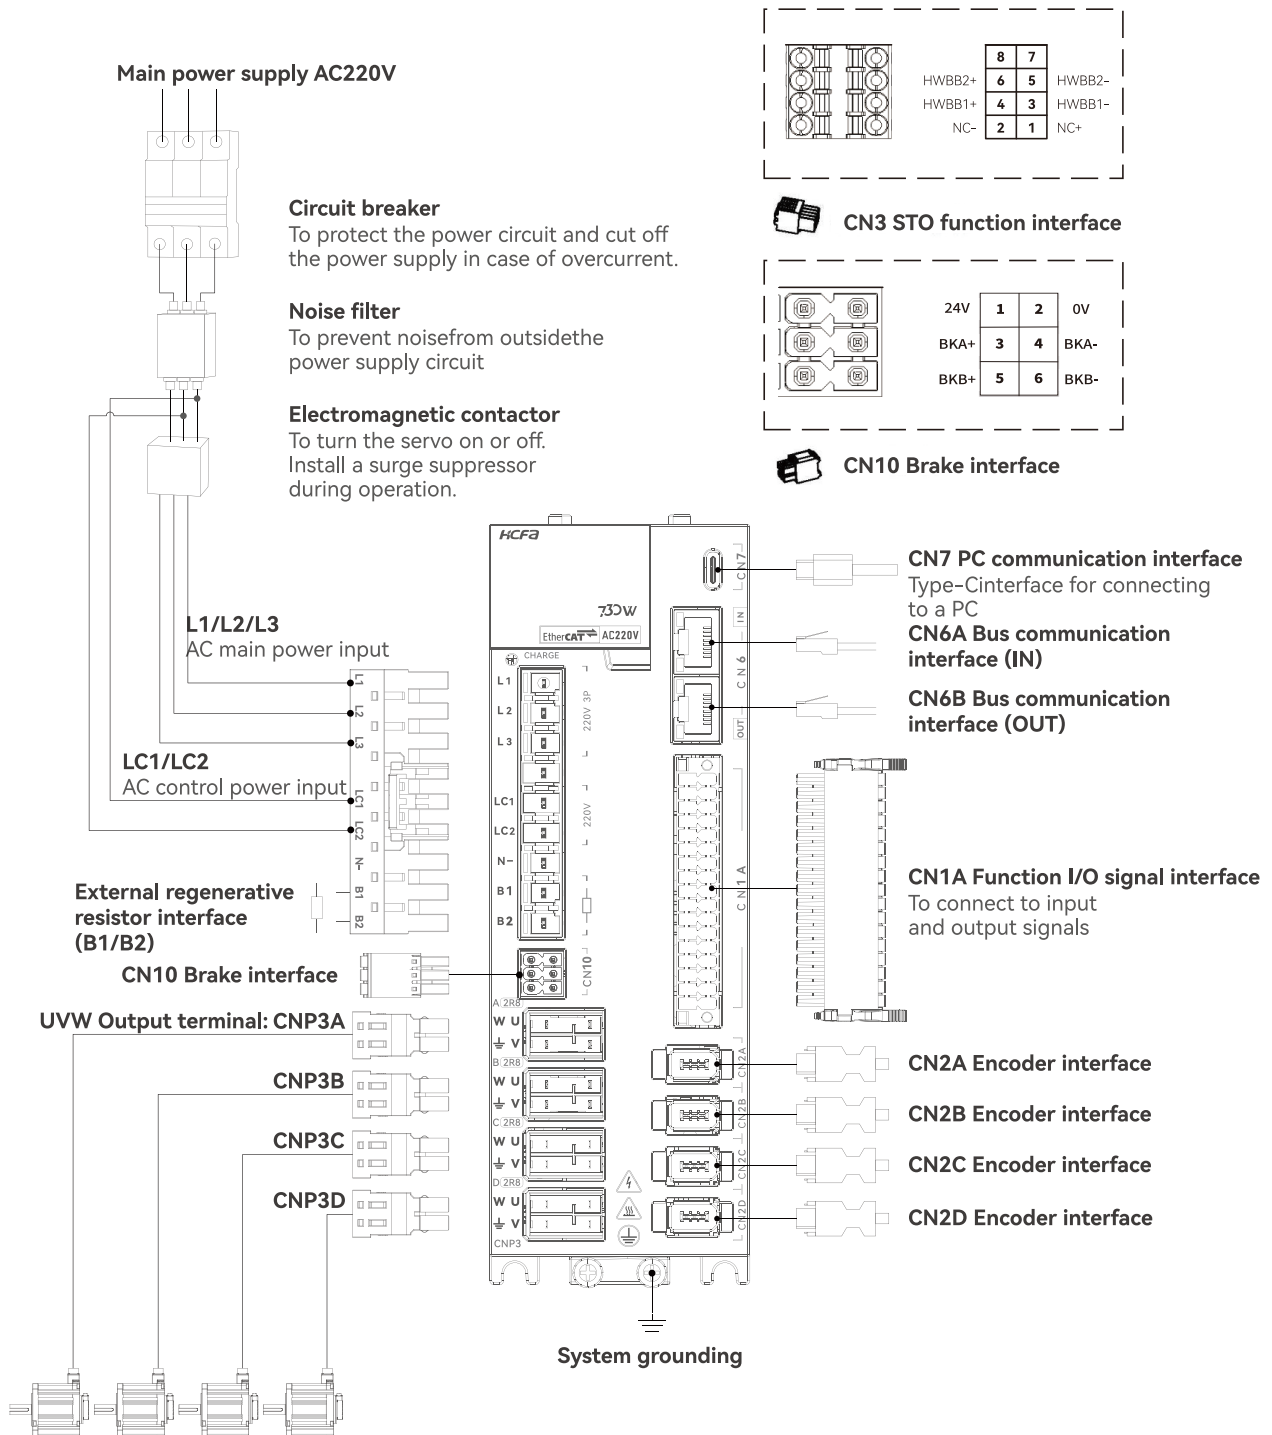 Main power supply AC220V
Circuit breaker
To protect the power circuit and cut off
the power supply in case of overcurrent.
Noise filter
To prevent noisefrom outsidethe
power supply circuit
Electromagnetic contactor
To turn the servo on or off.
Install a surge suppressor
during operation.
8 7
HWBB2+ 6 5 HWBB2-
HWBB1+ 4 3 HWBB1-
NC- 2 1 NC+
CN3 STO function interface
24V 1 2 0V
BKA+ 3 4 BKA-
BKB+ 5 6 BKB-
CN10 Brake interface
L1/L2/L3
AC main power input
LC1/LC2
AC control power input
External regenerative
resistor interface
(B1/B2)
CN10 Brake interface
UVW Output terminal: CNP3A
CNP3B
CNP3C
CNP3D
L1
L2
L3
LC1
LC2
N-
B1
B2
HCFA
730W
EtherCAT AC220V
CHARGE
L1
L2
L3
LC1
LC2
N-
B1
B2
220V 3P
220V
CN10
A 2R8
W U
V
B 2R8
W U
V
C 2R8
W U
V
D 2R8
W U
V
CNP3
CN7
IN
CN6
OUT
CN1A
CN2A
CN2B
CN2C
CN2D
CN7 PC communication interface
Type-Cinterface for connecting
to a PC
CN6A Bus communication
interface (IN)
CN6B Bus communication
interface (OUT)
CN1A Function I/O signal interface
To connect to input
and output signals
CN2A Encoder interface
CN2B Encoder interface
CN2C Encoder interface
CN2D Encoder interface
System grounding